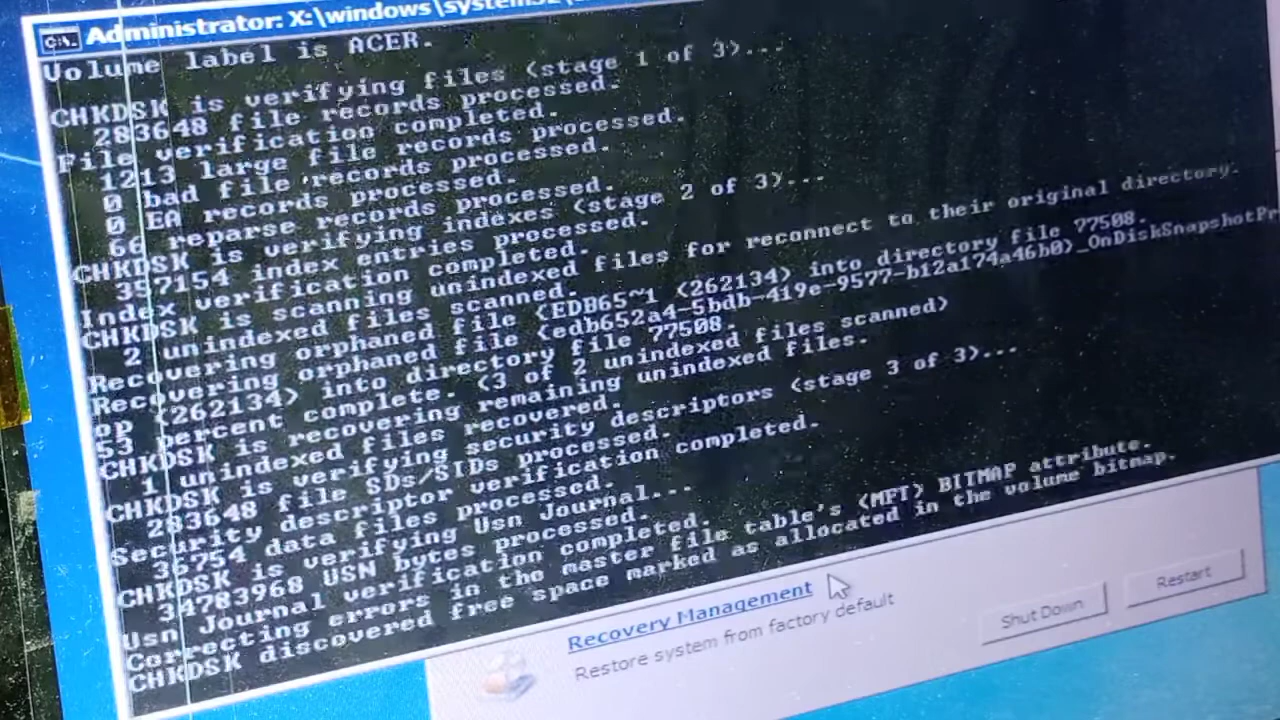 Administrator: X:\windows\system32\
Volume label is ACER.
CHKDSK is verifying files (stage 1 of 3)...
283648 file records processed.
File verification completed.
1213 large file records processed.
0 bad file records processed.
0 EA records processed.
66 reparse records processed.
CHKDSK is verifying indexes (stage 2 of 3)...
357154 index entries processed.
Index verification completed.
CHKDSK is scanning unindexed files for reconnect to their original directory.
2 unindexed files scanned.
Recovering orphaned file (EDB65~1 (262134) into directory file 77508.
Recovering orphaned file (edb652a4-5bdb-419e-9577-b12a174a46b0)_OnDiskSnapshotPr
op (262134) into directory file 77508.
53 percent complete. (3 of 2 unindexed files scanned)
CHKDSK is recovering remaining unindexed files.
1 unindexed files recovered.
CHKDSK is verifying security descriptors (stage 3 of 3)...
283648 file SDs/SIDs processed.
Security descriptor verification completed.
36754 data files processed.
CHKDSK is verifying Usn Journal...
34783968 USN bytes processed.
Usn Journal verification completed.
Correcting errors in the master file table's (MFT) BITMAP attribute.
CHKDSK discovered free space marked as allocated in the volume bitmap.
Recovery Management
Restore system from factory default
Shut Down
Restart